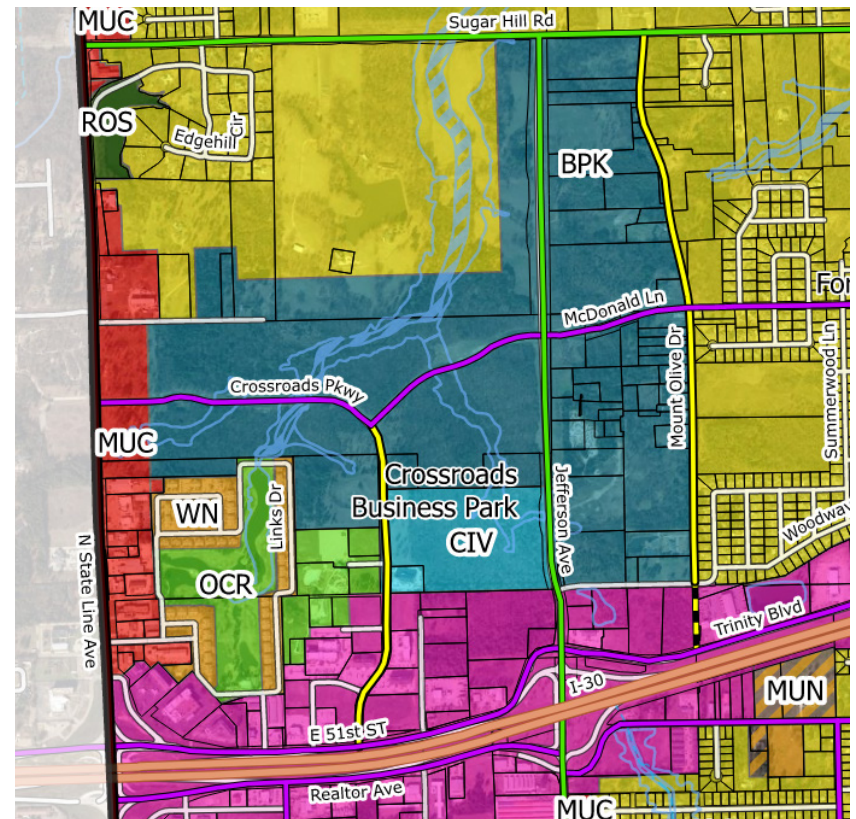 MUC
Sugar Hill Rd
ROS
Edgehill Cir
BPK
McDonald Ln
Mount Olive Dr
Summerwood Ln
Crossroads Pkwy
MUC
Crossroads
Business Park
CIV
WN
Links Dr
OCR
Jefferson Ave
N State Line Ave
Trinity Blvd
I-30
MUN
E 51st ST
Realtor Ave
MUC